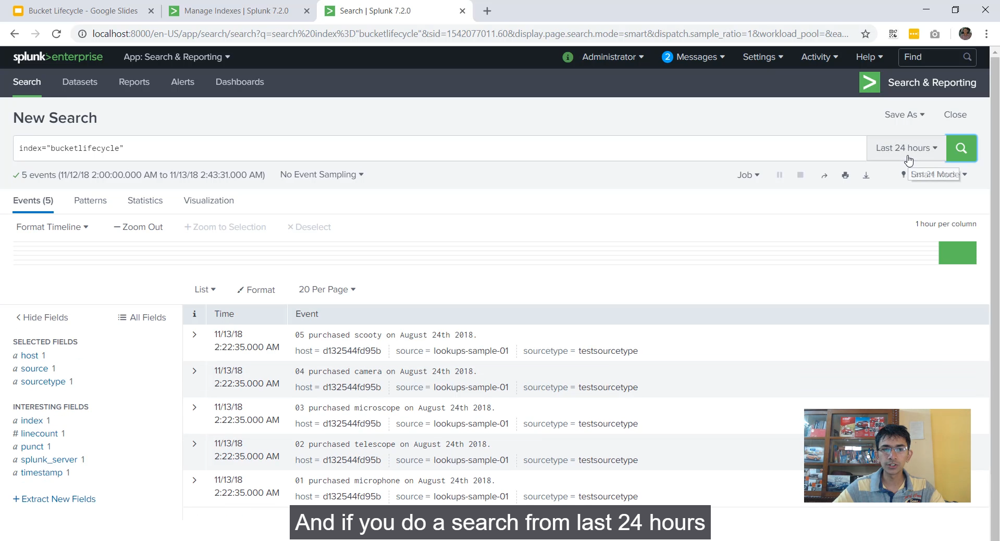 Bucket Lifecycle - Google Slides
Manage Indexes | Splunk 7.2.0
Search | Splunk 7.2.0
localhost:8000/en-US/app/search/search?q=search%20index%3D"bucketlifecycle"&sid=1542077011.60&display.page.search.mode=smart&dispatch.sample_ratio=1&workload_pool=&ea...
splunk>enterprise App: Search & Reporting
i Administrator 2 Messages Settings Activity Help Find
Search Datasets Reports Alerts Dashboards
Search & Reporting
New Search
Save As Close
index="bucketlifecycle"
Last 24 hours
5 events (11/12/18 2:00:00.000 AM to 11/13/18 2:43:31.000 AM) No Event Sampling
Job
Events (5) Patterns Statistics Visualization
Format Timeline — Zoom Out + Zoom to Selection × Deselect
1 hour per column
List Format 20 Per Page
< Hide Fields All Fields
i Time Event
SELECTED FIELDS
a host 1
a source 1
a sourcetype 1
INTERESTING FIELDS
a index 1
# linecount 1
a punct 1
a splunk_server 1
a timestamp 1
+ Extract New Fields
> 11/13/18 05 purchased scooty on August 24th 2018.
2:22:35.000 AM host = d132544fd95b source = lookups-sample-01 sourcetype = testsourcetype
> 11/13/18 04 purchased camera on August 24th 2018.
2:22:35.000 AM host = d132544fd95b source = lookups-sample-01 sourcetype = testsourcetype
> 11/13/18 03 purchased microscope on August 24th 2018.
2:22:35.000 AM host = d132544fd95b source = lookups-sample-01 sourcetype = testsourcetype
> 11/13/18 02 purchased telescope on August 24th 2018.
2:22:35.000 AM host = d132544fd95b source = lookups-sample-01 sourcetype = testsourcetype
> 11/13/18 01 purchased microphone on August 24th 2018.
2:22:35.000 AM host = d132544fd95b source = lookups-sample-01 sourcetype = testsourcetype
And if you do a search from last 24 hours